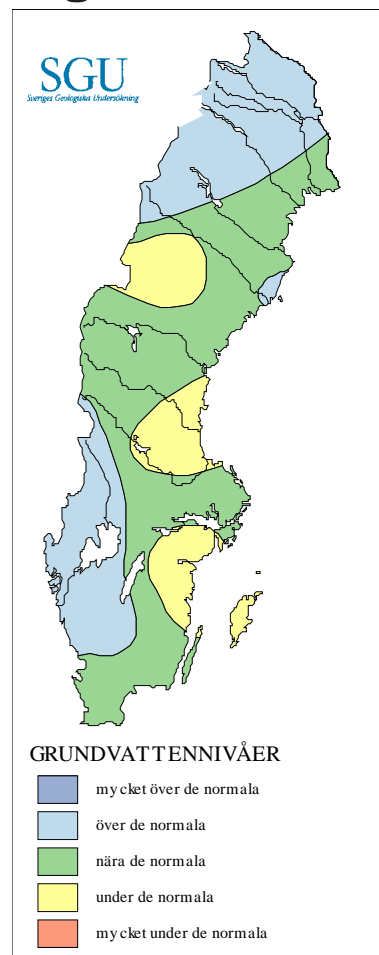 SGU
Sveriges Geologiska Undersökning
GRUNDVATTENNIVÅER
mycket över de normala
över de normala
nära de normala
under de normala
mycket under de normala